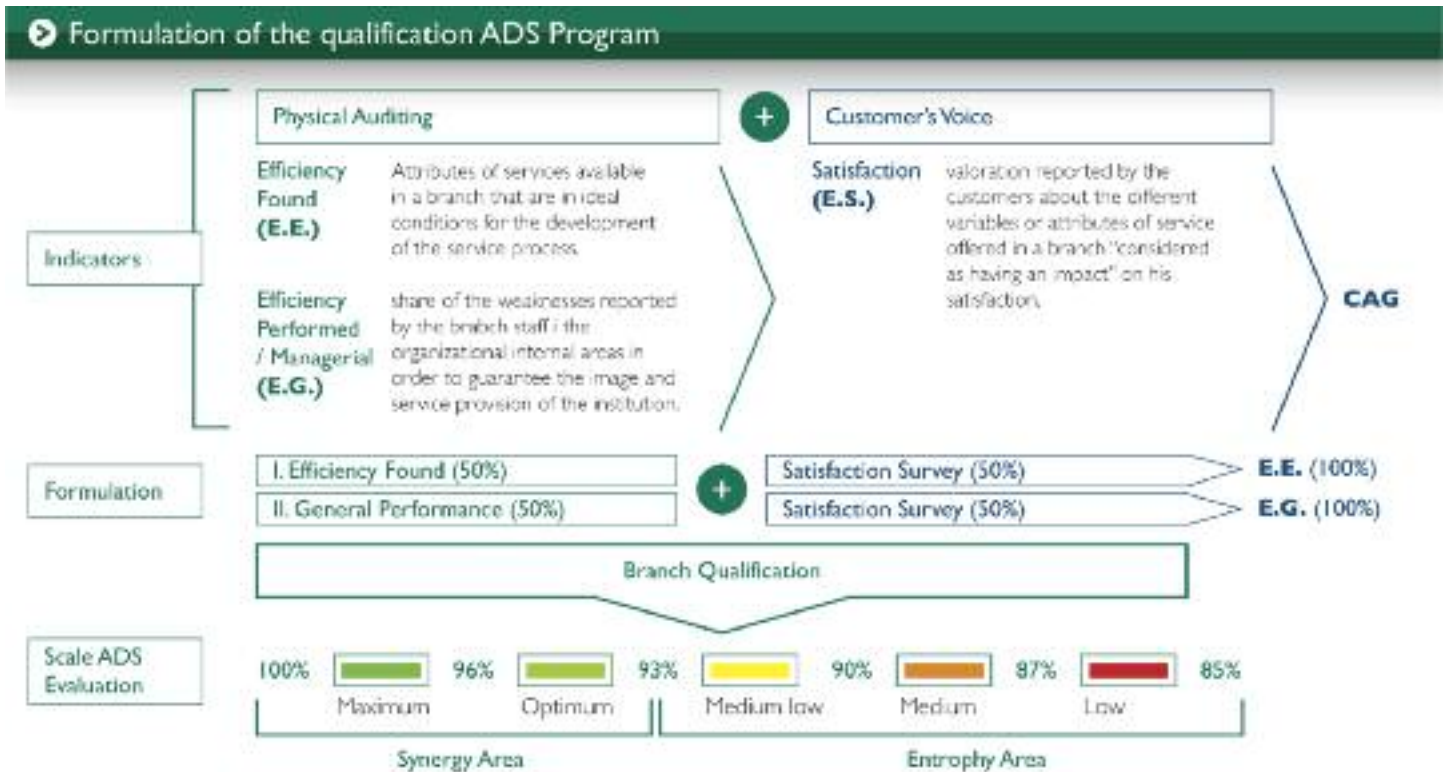 Formulation of the qualification ADS Program
Physical Auditing
+
Customer's Voice
Indicators
Efficiency
Found
(E.E.)
Attributes of services available
in a branch that are in ideal
conditions for the development
of the service process.
Efficiency
Performed
/ Managerial
(E.G.)
share of the weaknesses reported
by the brabch staff i the
organizational internal areas in
order to guarantee the image and
service provision of the institution.
Satisfaction
(E.S.)
valoration reported by the
customers about the different
variables or attributes of service
offered in a branch "considered
as having an impact" on his
satisfaction.
CAG
Formulation
I. Efficiency Found (50%)
II. General Performance (50%)
+
Satisfaction Survey (50%)
Satisfaction Survey (50%)
E.E. (100%)
E.G. (100%)
Branch Qualification
Scale ADS
Evaluation
100% 96% 93% 90% 87% 85%
Maximum Optimum Medium low Medium Low
Synergy Area Entrophy Area